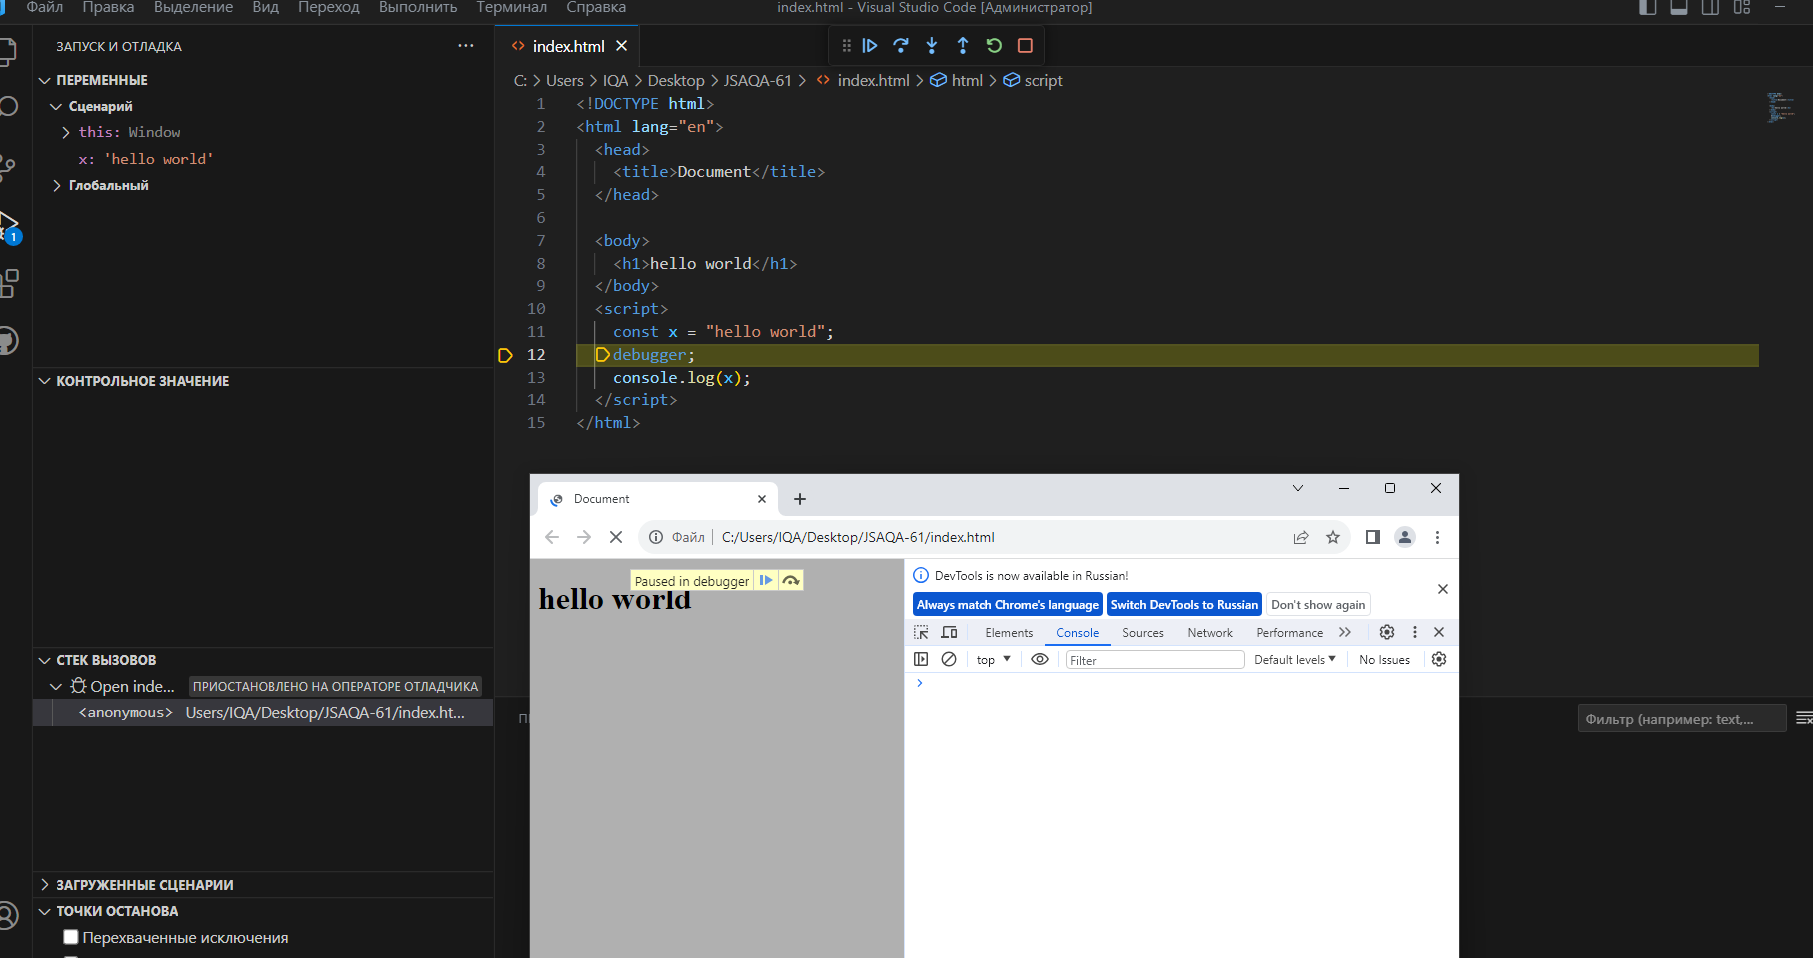 Файл Правка Выделение Вид Переход Выполнить Терминал Справка
index.html - Visual Studio Code [Администратор]
ЗАПУСК И ОТЛАДКА
ПЕРЕМЕННЫЕ
Сценарий
this: Window
x: 'hello world'
Глобальный
КОНТРОЛЬНОЕ ЗНАЧЕНИЕ
СТЕК ВЫЗОВОВ
Open inde... ПРИОСТАНОВЛЕНО НА ОПЕРАТОРЕ ОТЛАДЧИКА
<anonymous> Users/IQA/Desktop/JSAQA-61/index.ht...
ЗАГРУЖЕННЫЕ СЦЕНАРИИ
ТОЧКИ ОСТАНОВА
Перехваченные исключения
1
index.html
C: > Users > IQA > Desktop > JSAQA-61 > index.html > html > script
1 <!DOCTYPE html>
2 <html lang="en">
3 <head>
4 <title>Document</title>
5 </head>
6
7 <body>
8 <h1>hello world</h1>
9 </body>
10 <script>
11 const x = "hello world";
12 debugger;
13 console.log(x);
14 </script>
15 </html>
Фильтр (например: text,...
Document
Файл C:/Users/IQA/Desktop/JSAQA-61/index.html
Paused in debugger
hello world
DevTools is now available in Russian!
Always match Chrome's language Switch DevTools to Russian Don't show again
Elements Console Sources Network Performance
top Filter Default levels No Issues